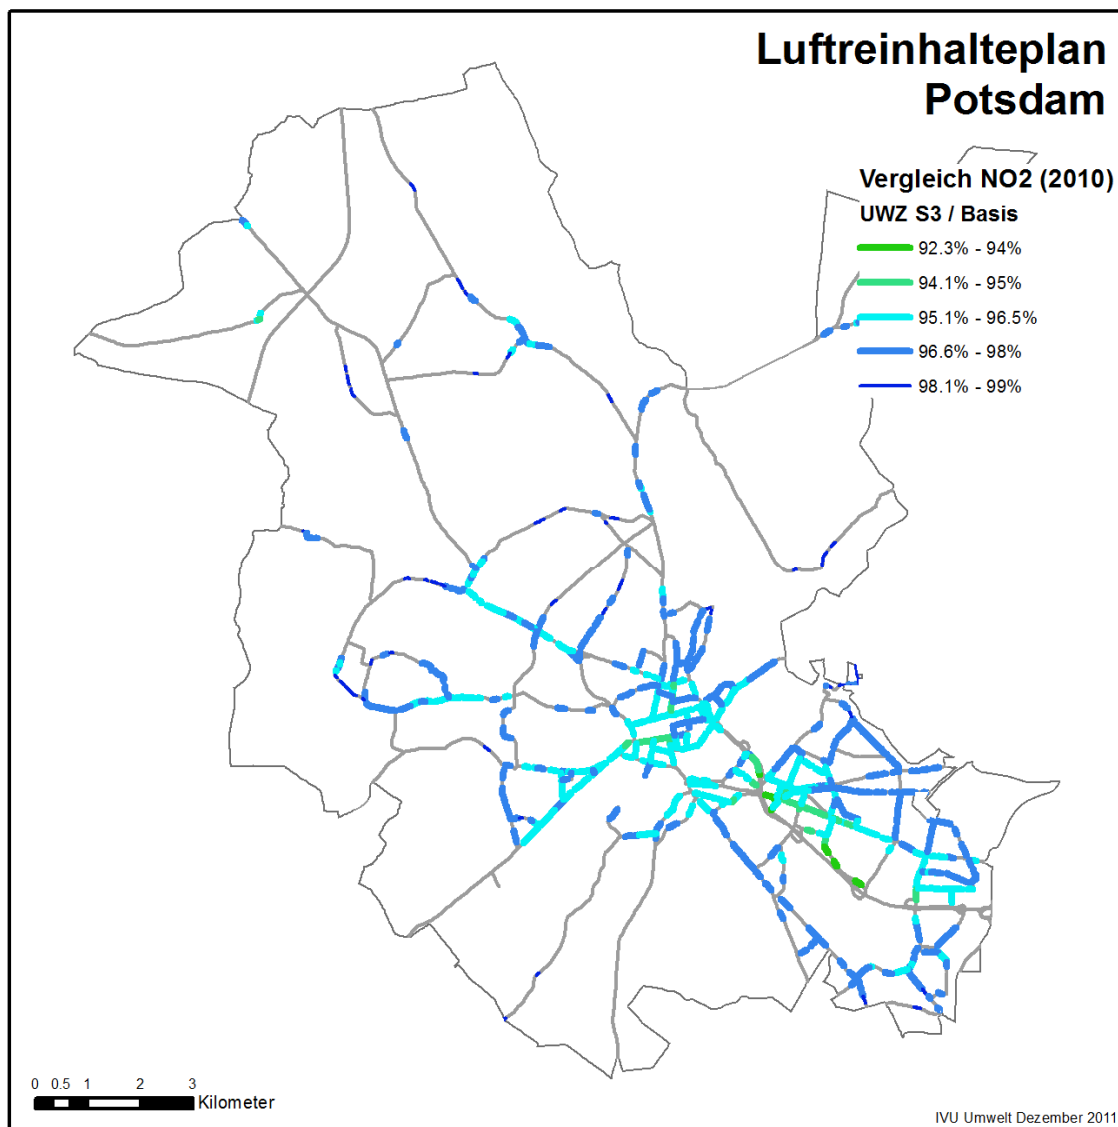 Luftreinhalteplan
Potsdam
Vergleich NO2 (2010)
UWZ S3 / Basis
92.3% - 94%
94.1% - 95%
95.1% - 96.5%
96.6% - 98%
98.1% - 99%
0 0.5 1 2 3
Kilometer
IVU Umwelt Dezember 2011